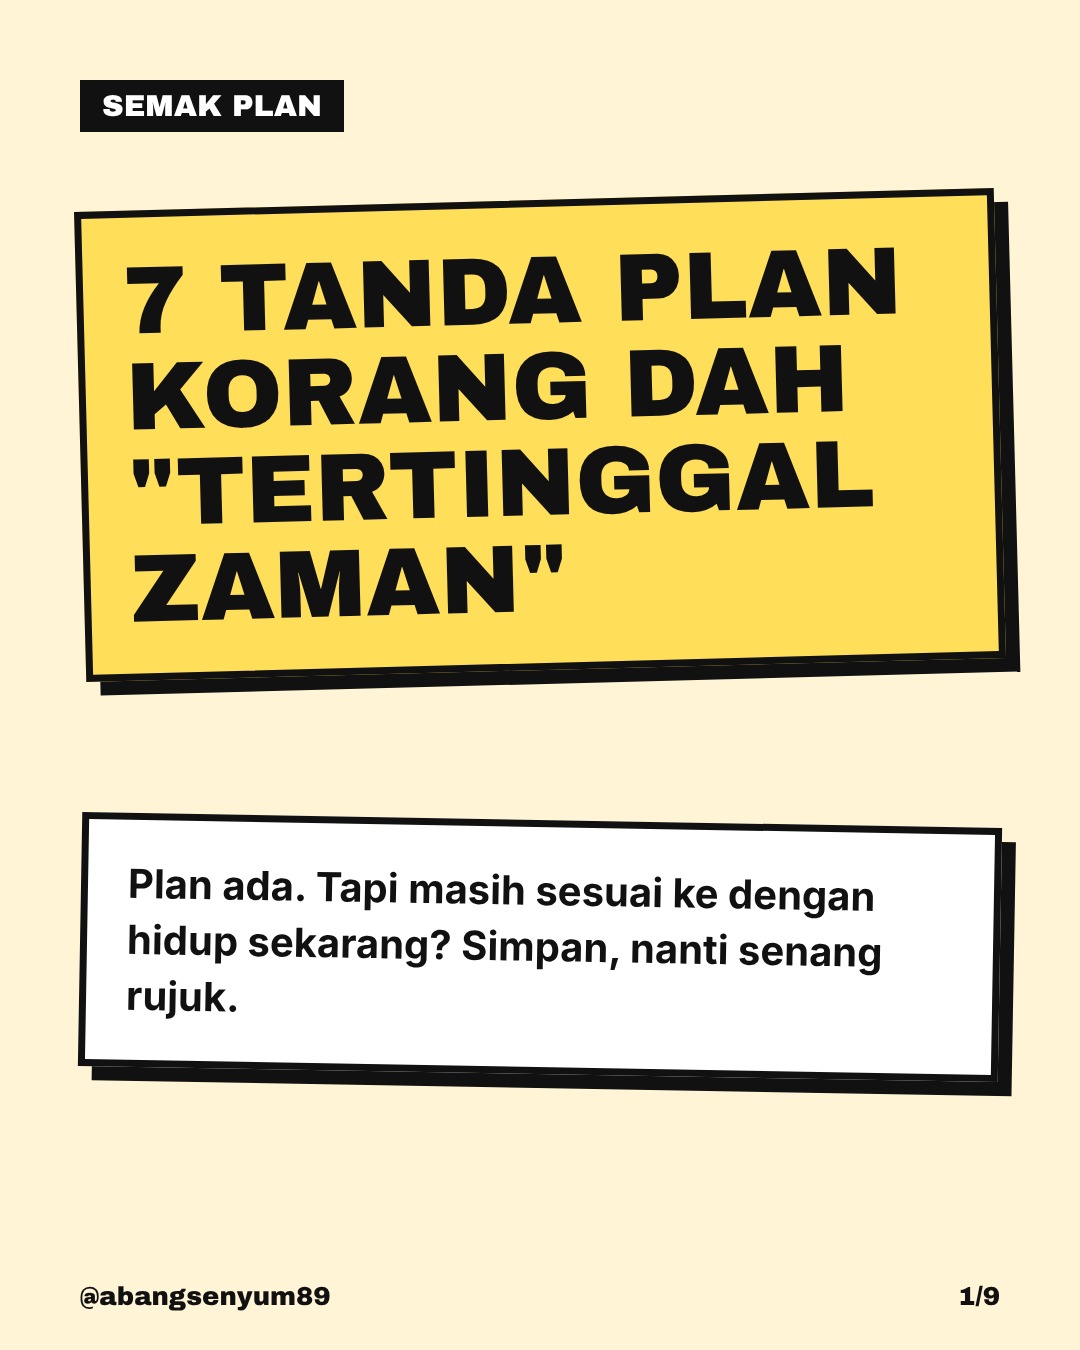 SEMAK PLAN
7 TANDA PLAN
KORANG DAH
"TERTINGGAL
ZAMAN"
Plan ada. Tapi masih sesuai ke dengan
hidup sekarang? Simpan, nanti senang
rujuk.
@abangsenyum89
1/9